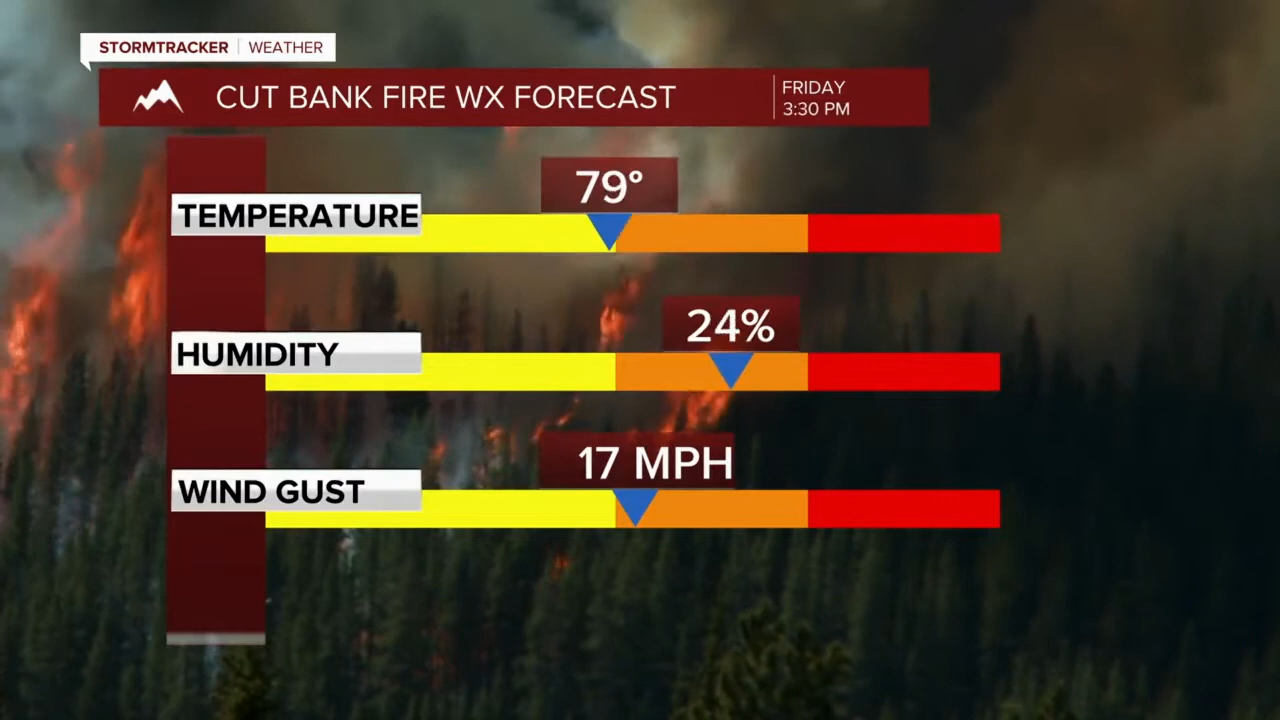 STORMTRACKER | WEATHER
CUT BANK FIRE WX FORECAST
FRIDAY
3:30 PM
79°
TEMPERATURE
24%
HUMIDITY
17 MPH
WIND GUST